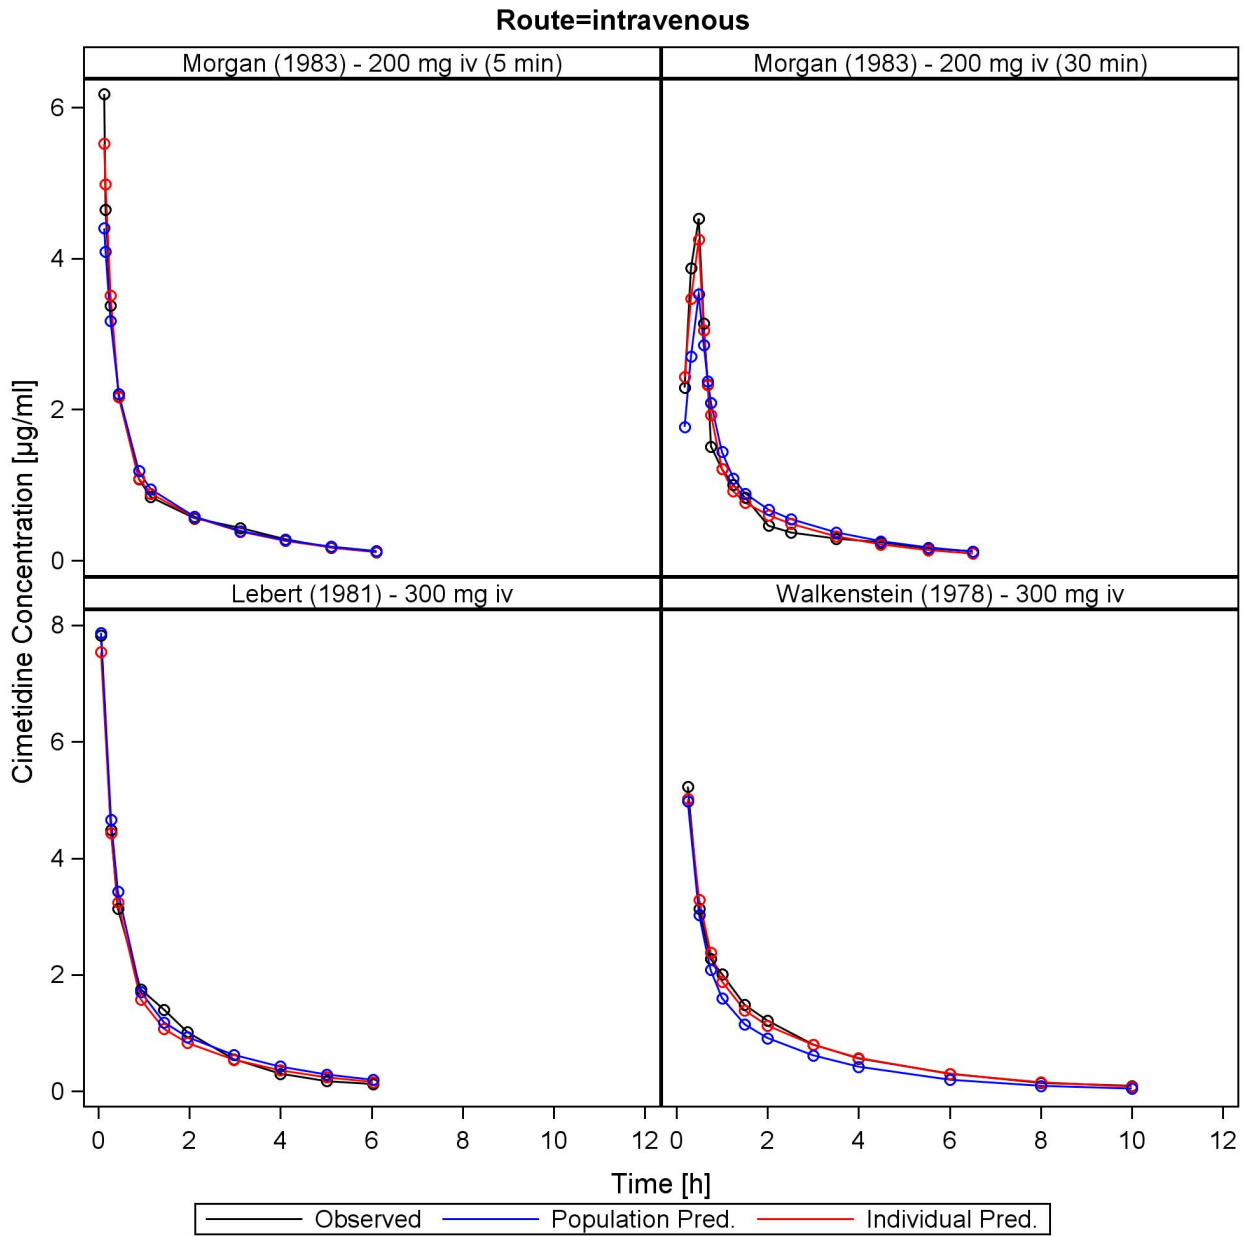 Route=intravenous
Morgan (1983) - 200 mg iv (5 min)
Morgan (1983) - 200 mg iv (30 min)
6
4
2
0
Cimetidine Concentration [µg/ml]
Lebert (1981) - 300 mg iv
Walkenstein (1978) - 300 mg iv
8
6
4
2
0
0 2 4 6 8 10 12
0 2 4 6 8 10 12
Time [h]
Observed
Population Pred.
Individual Pred.